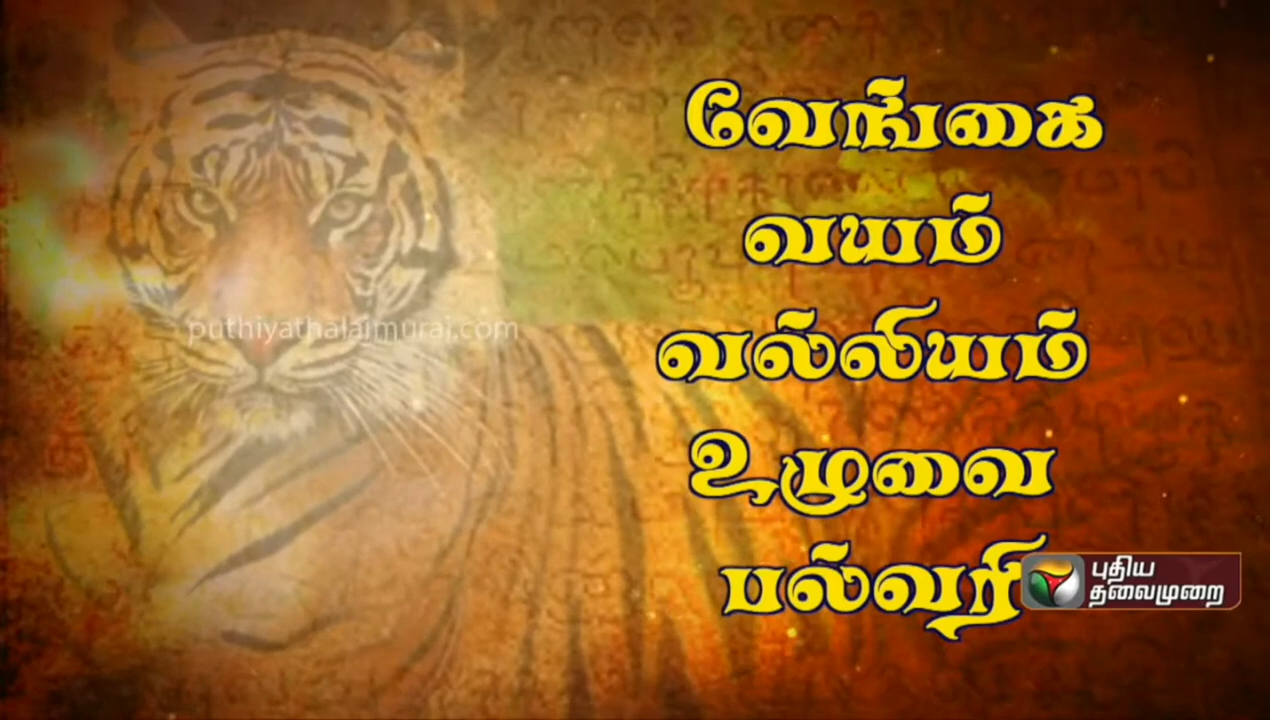 வேங்கை
வயம்
வல்லியம்
உழுவை
பல்வரி
puthiyathalaimurai.com
புதிய
தலைமுறை